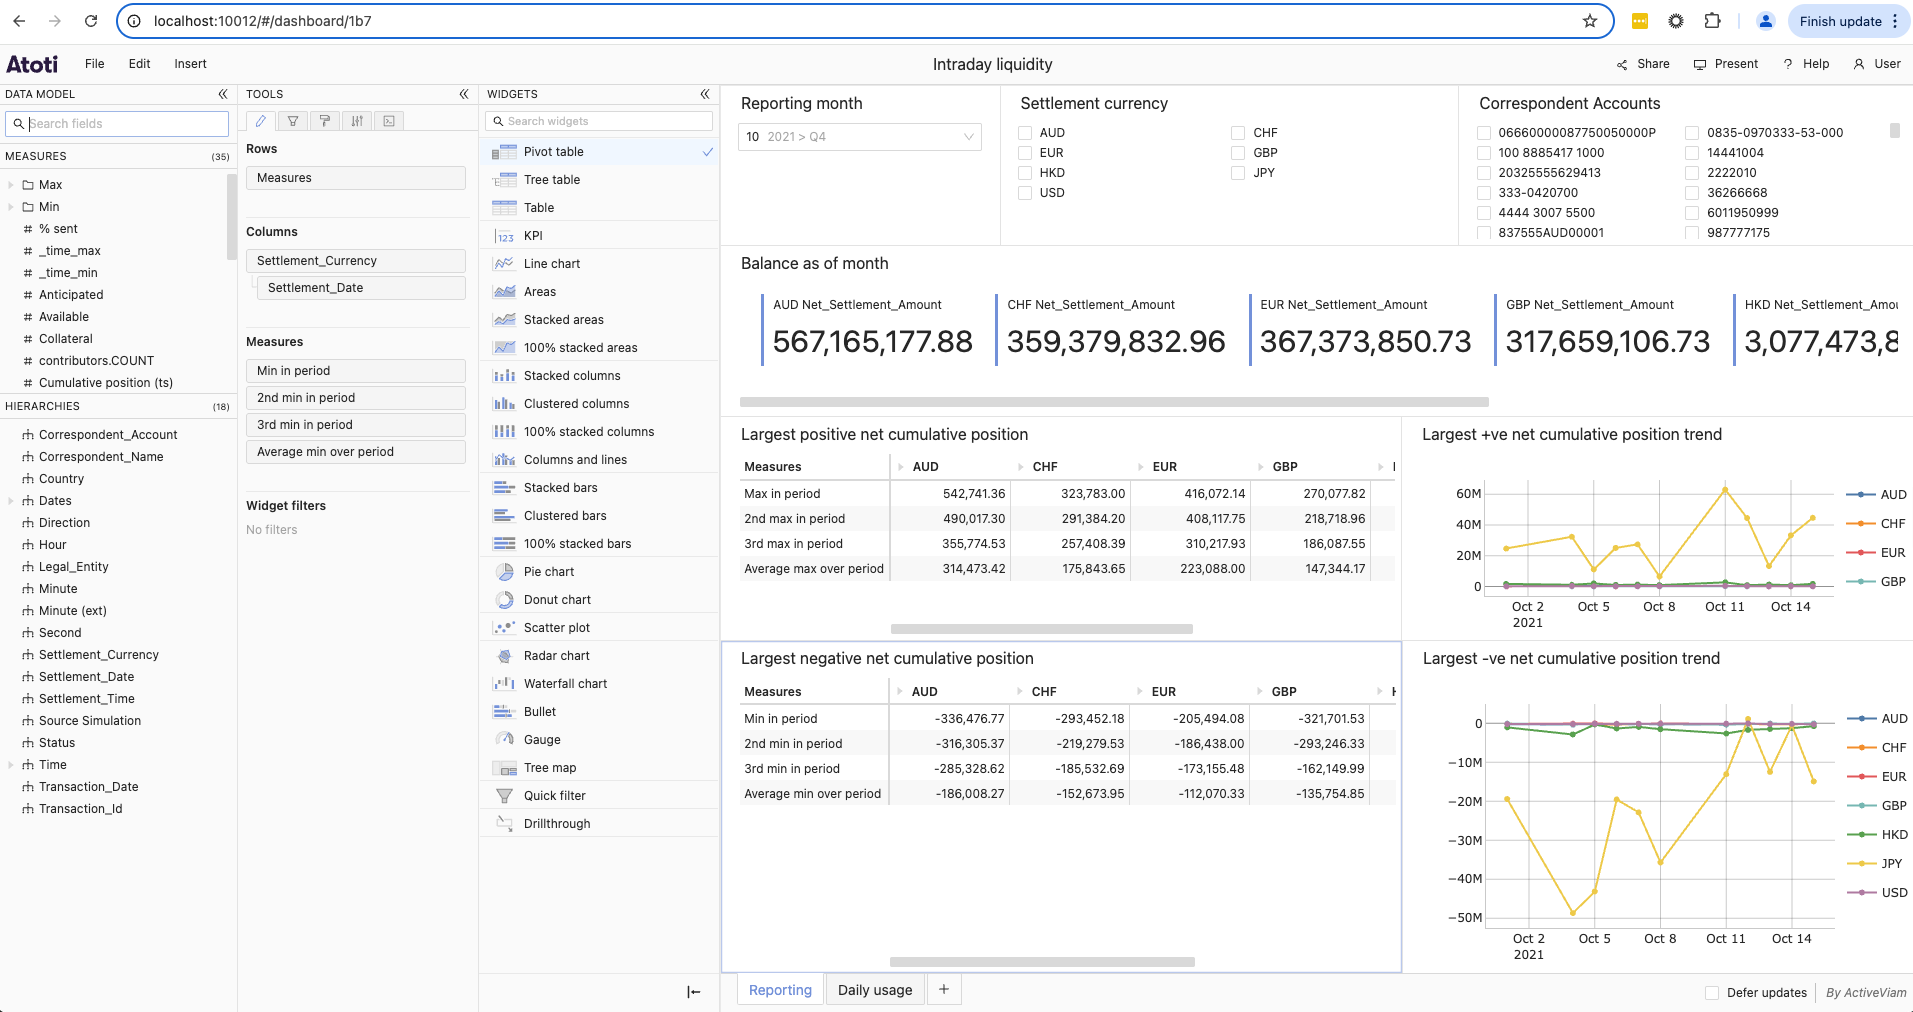 localhost:10012/#/dashboard/1b7
Finish update
Atoti
File
Edit
Insert
Intraday liquidity
Share
Present
? Help
User
DATA MODEL
Search fields
MEASURES
(35)
Max
Min
# % sent
# _time_max
# _time_min
# Anticipated
# Available
# Collateral
# contributors.COUNT
# Cumulative position (ts)
HIERARCHIES
(18)
Correspondent_Account
Correspondent_Name
Country
Dates
Direction
Hour
Legal_Entity
Minute
Minute (ext)
Second
Settlement_Currency
Settlement_Date
Settlement_Time
Source Simulation
Status
Time
Transaction_Date
Transaction_Id
TOOLS
Rows
Measures
Columns
Settlement_Currency
Settlement_Date
Measures
Min in period
2nd min in period
3rd min in period
Average min over period
Widget filters
No filters
WIDGETS
Search widgets
Pivot table
Tree table
Table
123 KPI
Line chart
Areas
Stacked areas
100% stacked areas
Stacked columns
Clustered columns
100% stacked columns
Columns and lines
Stacked bars
Clustered bars
100% stacked bars
Pie chart
Donut chart
Scatter plot
Radar chart
Waterfall chart
Bullet
Gauge
Tree map
Quick filter
Drillthrough
Reporting month
10 2021 > Q4
Settlement currency
AUD
CHF
EUR
GBP
HKD
JPY
USD
Correspondent Accounts
06660000087750050000P
0835-0970333-53-000
100 8885417 1000
14441004
20325555629413
2222010
333-0420700
36266668
4444 3007 5500
6011950999
837555AUD00001
987777175
Balance as of month
AUD Net_Settlement_Amount
567,165,177.88
CHF Net_Settlement_Amount
359,379,832.96
EUR Net_Settlement_Amount
367,373,850.73
GBP Net_Settlement_Amount
317,659,106.73
HKD Net_Settlement_Amou
3,077,473,8
Largest positive net cumulative position
Measures AUD CHF EUR GBP
Max in period 542,741.36 323,783.00 416,072.14 270,077.82
2nd max in period 490,017.30 291,384.20 408,117.75 218,718.96
3rd max in period 355,774.53 257,408.39 310,217.93 186,087.55
Average max over period 314,473.42 175,843.65 223,088.00 147,344.17
Largest +ve net cumulative position trend
60M
40M
20M
0
Oct 2 Oct 5 Oct 8 Oct 11 Oct 14
2021
AUD
CHF
EUR
GBP
Largest negative net cumulative position
Measures AUD CHF EUR GBP
Min in period -336,476.77 -293,452.18 -205,494.08 -321,701.53
2nd min in period -316,305.37 -219,279.53 -186,438.00 -293,246.33
3rd min in period -285,328.62 -185,532.69 -173,155.48 -162,149.99
Average min over period -186,008.27 -152,673.95 -112,070.33 -135,754.85
Largest -ve net cumulative position trend
0
−10M
−20M
−30M
−40M
−50M
Oct 2 Oct 5 Oct 8 Oct 11 Oct 14
2021
AUD
CHF
EUR
GBP
HKD
JPY
USD
Reporting
Daily usage
+
Defer updates
By ActiveViam